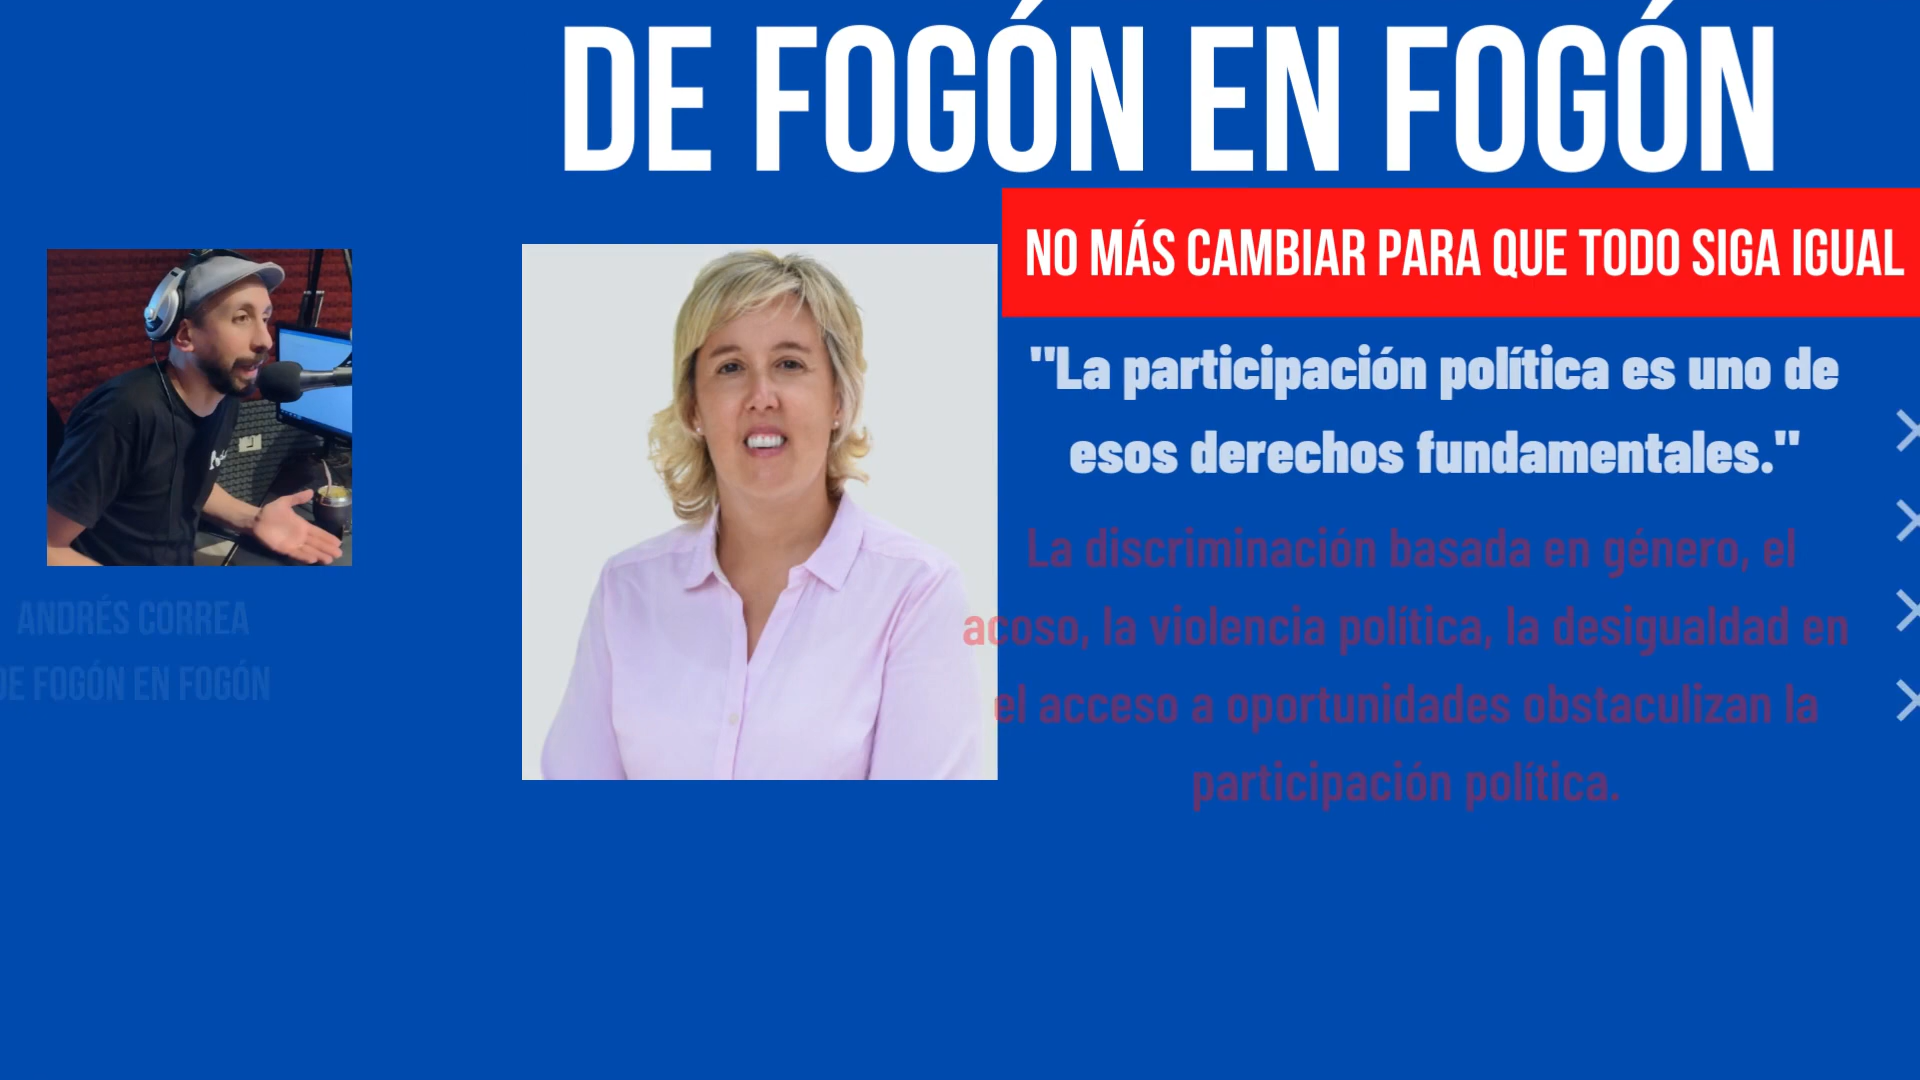 DE FOGÓN EN FOGÓN
NO MÁS CAMBIAR PARA QUE TODO SIGA IGUAL
"La participación política es uno de
esos derechos fundamentales."
La discriminación basada en género, el
acoso, la violencia política, la desigualdad en
el acceso a oportunidades obstaculizan la
participación política.
ANDRÉS CORREA
DE FOGÓN EN FOGÓN